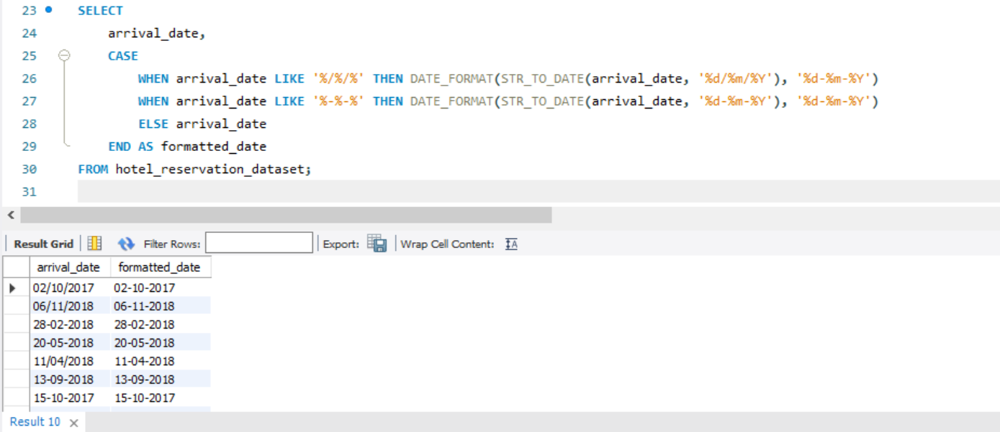 23 SELECT
24 arrival_date,
25 CASE
26 WHEN arrival_date LIKE '%/%/%' THEN DATE_FORMAT(STR_TO_DATE(arrival_date, '%d/%m/%Y'), '%d-%m-%Y')
27 WHEN arrival_date LIKE '%-%-%' THEN DATE_FORMAT(STR_TO_DATE(arrival_date, '%d-%m-%Y'), '%d-%m-%Y')
28 ELSE arrival_date
29 END AS formatted_date
30 FROM hotel_reservation_dataset;
31
Result Grid Filter Rows: Export: Wrap Cell Content: IA
arrival_date formatted_date
02/10/2017 02-10-2017
06/11/2018 06-11-2018
28-02-2018 28-02-2018
20-05-2018 20-05-2018
11/04/2018 11-04-2018
13-09-2018 13-09-2018
15-10-2017 15-10-2017
Result 10